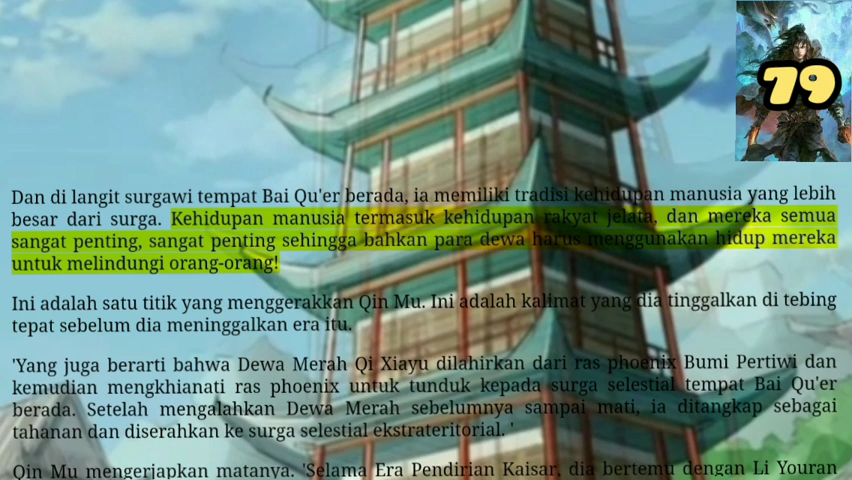 79
Dan di langit surgawi tempat Bai Qu'er berada, ia memiliki tradisi kehidupan manusia yang lebih
besar dari surga. Kehidupan manusia termasuk kehidupan rakyat jelata, dan mereka semua
sangat penting, sangat penting sehingga bahkan para dewa harus menggunakan hidup mereka
untuk melindungi orang-orang!
Ini adalah satu titik yang menggerakkan Qin Mu. Ini adalah kalimat yang dia tinggalkan di tebing
tepat sebelum dia meninggalkan era itu.
'Yang juga berarti bahwa Dewa Merah Qi Xiayu dilahirkan dari ras phoenix Bumi Pertiwi dan
kemudian mengkhianati ras phoenix untuk tunduk kepada surga selestial tempat Bai Qu'er
berada. Setelah mengalahkan Dewa Merah sebelumnya sampai mati, ia ditangkap sebagai
tahanan dan diserahkan ke surga selestial ekstrateritorial. '
Qin Mu mengerjapkan matanya. 'Selama Era Pendirian Kaisar, dia bertemu dengan Li Youran